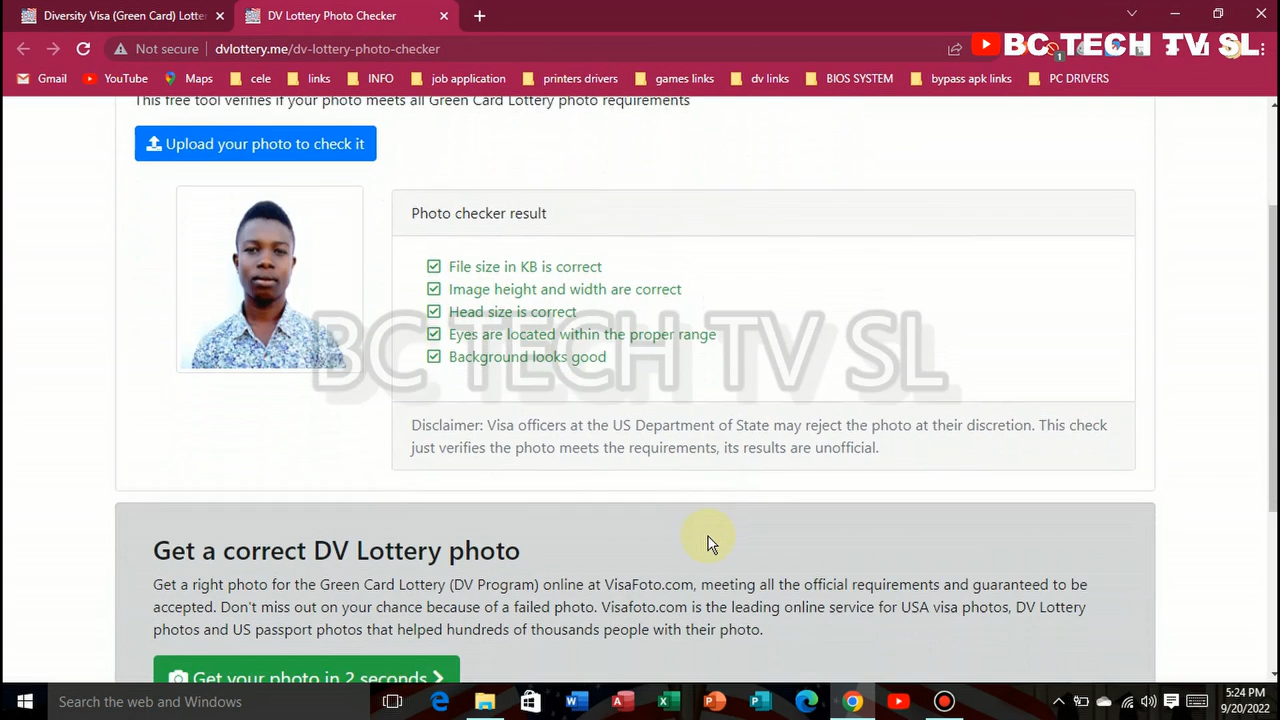 Diversity Visa (Green Card) Lotter
DV Lottery Photo Checker
Not secure
dvlottery.me/dv-lottery-photo-checker
BC TECH TV SL
1
Gmail
YouTube
Maps
cele
links
INFO
job application
printers drivers
games links
dv links
BIOS SYSTEM
bypass apk links
PC DRIVERS
This free tool verifies if your photo meets all Green Card Lottery photo requirements
Upload your photo to check it
Photo checker result
File size in KB is correct
Image height and width are correct
Head size is correct
Eyes are located within the proper range
Background looks good
BC TECH TV SL
Disclaimer: Visa officers at the US Department of State may reject the photo at their discretion. This check
just verifies the photo meets the requirements, its results are unofficial.
Get a correct DV Lottery photo
Get a right photo for the Green Card Lottery (DV Program) online at VisaFoto.com, meeting all the official requirements and guaranteed to be
accepted. Don't miss out on your chance because of a failed photo. Visafoto.com is the leading online service for USA visa photos, DV Lottery
photos and US passport photos that helped hundreds of thousands people with their photo.
Get your photo in 2 seconds
Search the web and Windows
5:24 PM
9/20/2022